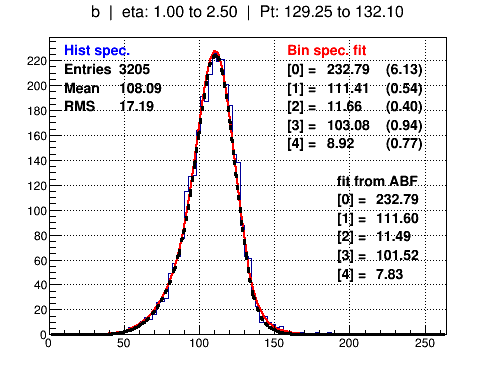 b | eta: 1.00 to 2.50 | Pt: 129.25 to 132.10
Hist spec.
Entries 3205
Mean 108.09
RMS 17.19
Bin spec. fit
[0] = 232.79 (6.13)
[1] = 111.41 (0.54)
[2] = 11.66 (0.40)
[3] = 103.08 (0.94)
[4] = 8.92 (0.77)
fit from ABF
[0] = 232.79
[1] = 111.60
[2] = 11.49
[3] = 101.52
[4] = 7.83
220
200
180
160
140
120
100
80
60
40
20
0
0 50 100 150 200 250